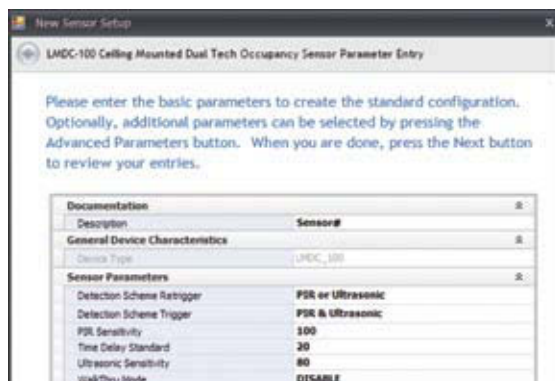 New Sensor Setup
LMDC-100 Ceiling Mounted Dual Tech Occupancy Sensor Parameter Entry
Please enter the basic parameters to create the standard configuration.
Optionally, additional parameters can be selected by pressing the
Advanced Parameters button. When you are done, press the Next button
to review your entries.
Documentation
Description Sensor#
General Device Characteristics
Device Type LMDC_100
Sensor Parameters
Detection Scheme Retrigger PIR or Ultrasonic
Detection Scheme Trigger PIR & Ultrasonic
PIR Sensitivity 100
Time Delay Standard 20
Ultrasonic Sensitivity 80
WalkThru Mode DISABLE